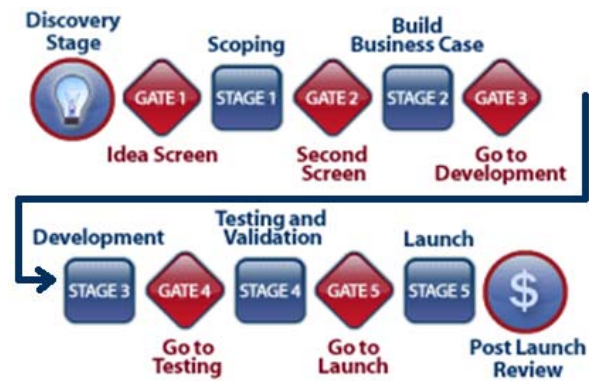 Discovery
Stage
Scoping
Build
Business Case
GATE 1
STAGE 1
GATE 2
STAGE 2
GATE 3
Idea Screen
Second
Screen
Go to
Development
Development
Testing and
Validation
Launch
STAGE 3
GATE 4
STAGE 4
GATE 5
STAGE 5
$
Go to
Testing
Go to
Launch
Post Launch
Review